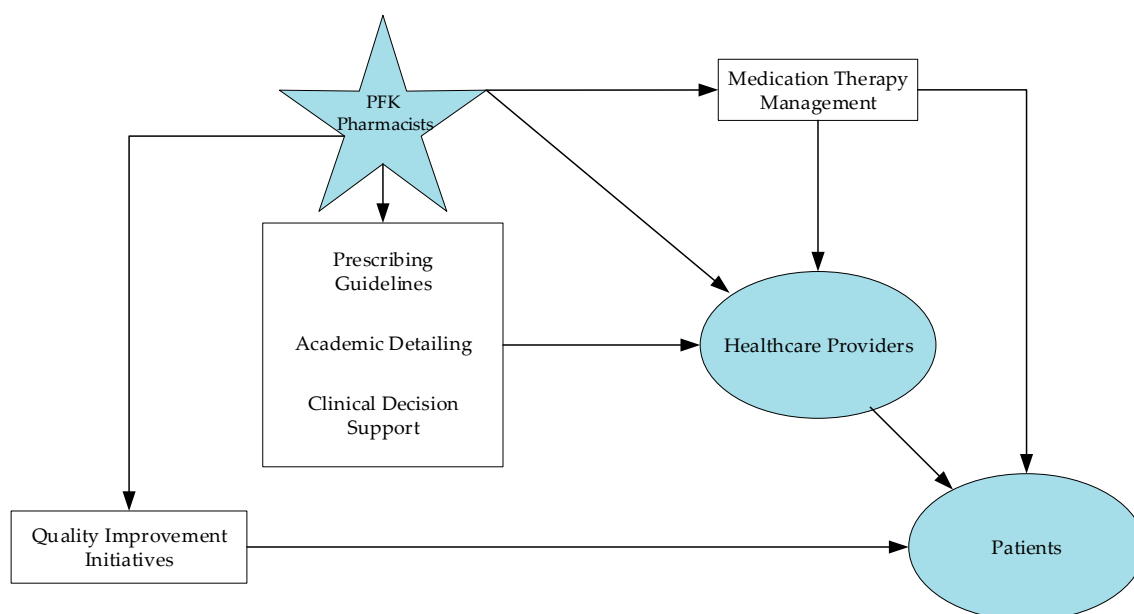 PFK
Pharmacists
Medication Therapy
Management
Prescribing
Guidelines
Academic Detailing
Clinical Decision
Support
Healthcare Providers
Quality Improvement
Initiatives
Patients